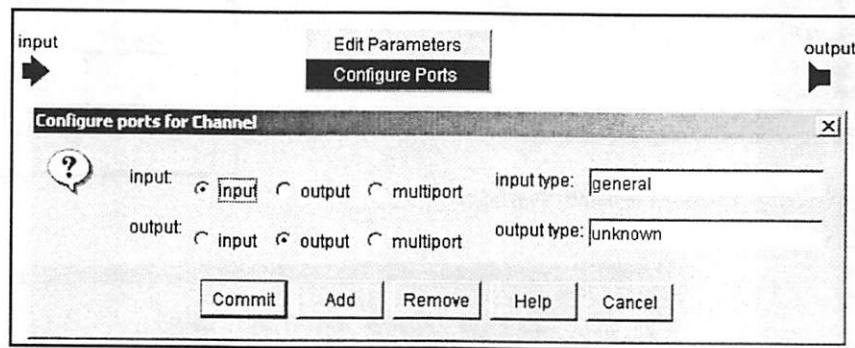 input
Edit Parameters
output
Configure Ports
Configure ports for Channel
?
input: input output multiport input type: general
output: input output multiport output type: unknown
Commit Add Remove Help Cancel